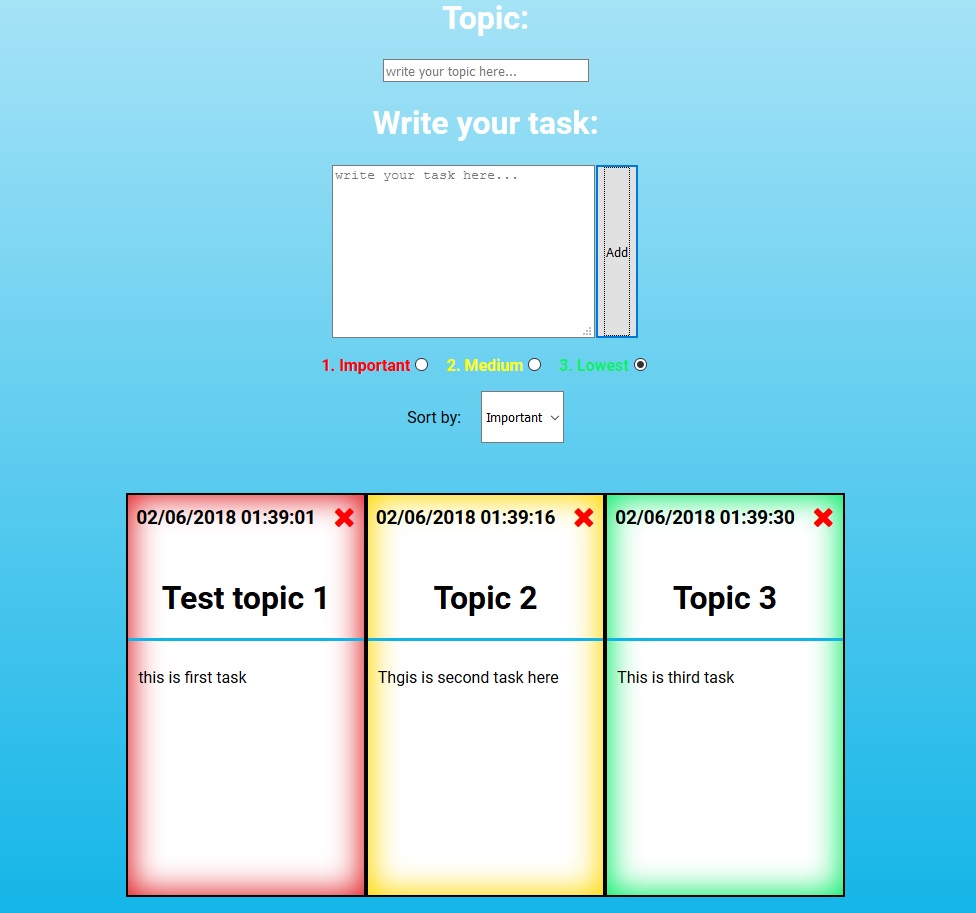 Topic:
write your topic here...
Write your task:
write your task here...
Add
1. Important 2. Medium 3. Lowest
Sort by: Important
02/06/2018 01:39:01
Test topic 1
this is first task
02/06/2018 01:39:16
Topic 2
Thgis is second task here
02/06/2018 01:39:30
Topic 3
This is third task